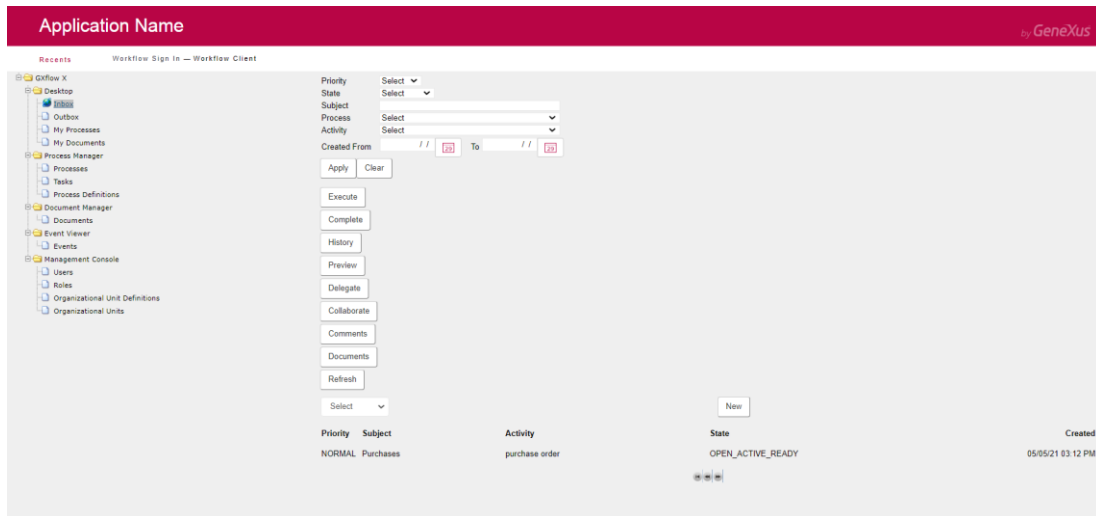 Application Name
by GeneXus
Recents Workflow Sign In — Workflow Client
GXflow X
Desktop
Inbox
Outbox
My Processes
My Documents
Process Manager
Processes
Tasks
Process Definitions
Document Manager
Documents
Event Viewer
Events
Management Console
Users
Roles
Organizational Unit Definitions
Organizational Units
Priority Select
State Select
Subject
Process Select
Activity Select
Created From / / To / /
Apply Clear
Execute
Complete
History
Preview
Delegate
Collaborate
Comments
Documents
Refresh
Select New
Priority Subject Activity State Created
NORMAL Purchases purchase order OPEN_ACTIVE_READY 05/05/21 03:12 PM